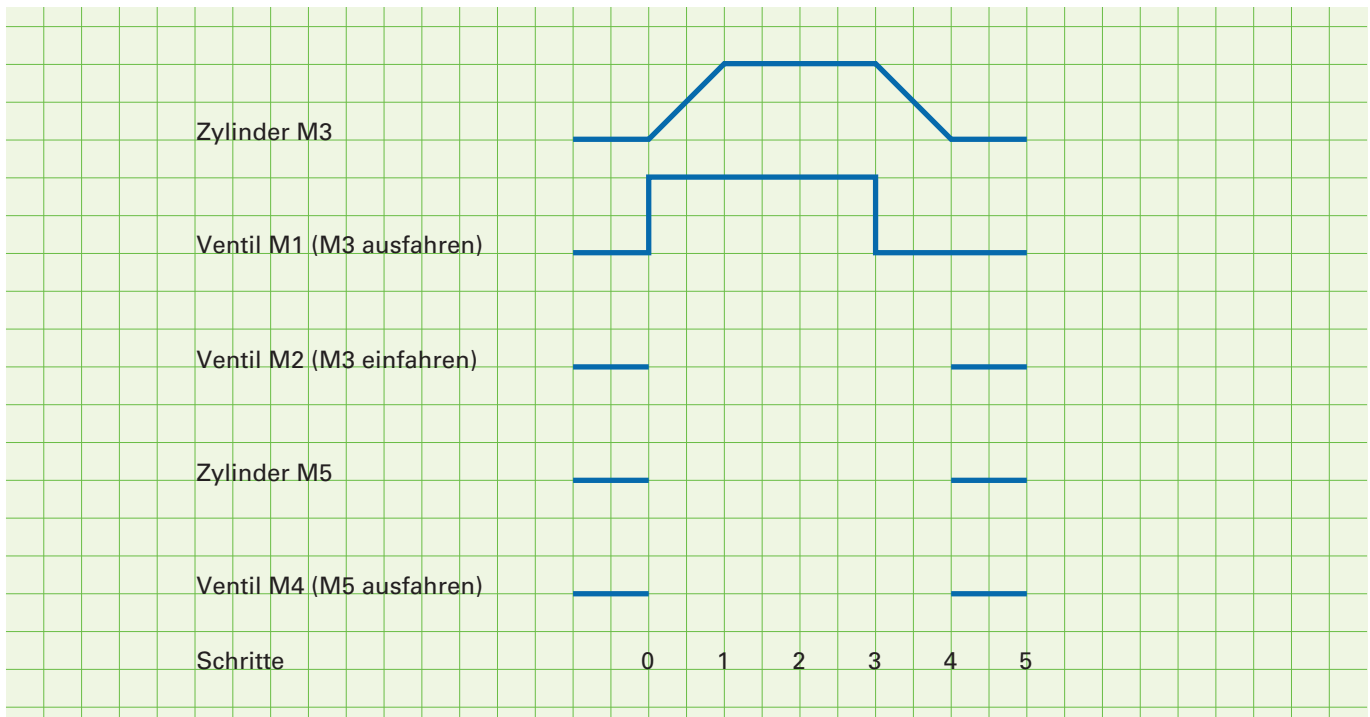 Zylinder M3
Ventil M1 (M3 ausfahren)
Ventil M2 (M3 einfahren)
Zylinder M5
Ventil M4 (M5 ausfahren)
Schritte 0 1 2 3 4 5